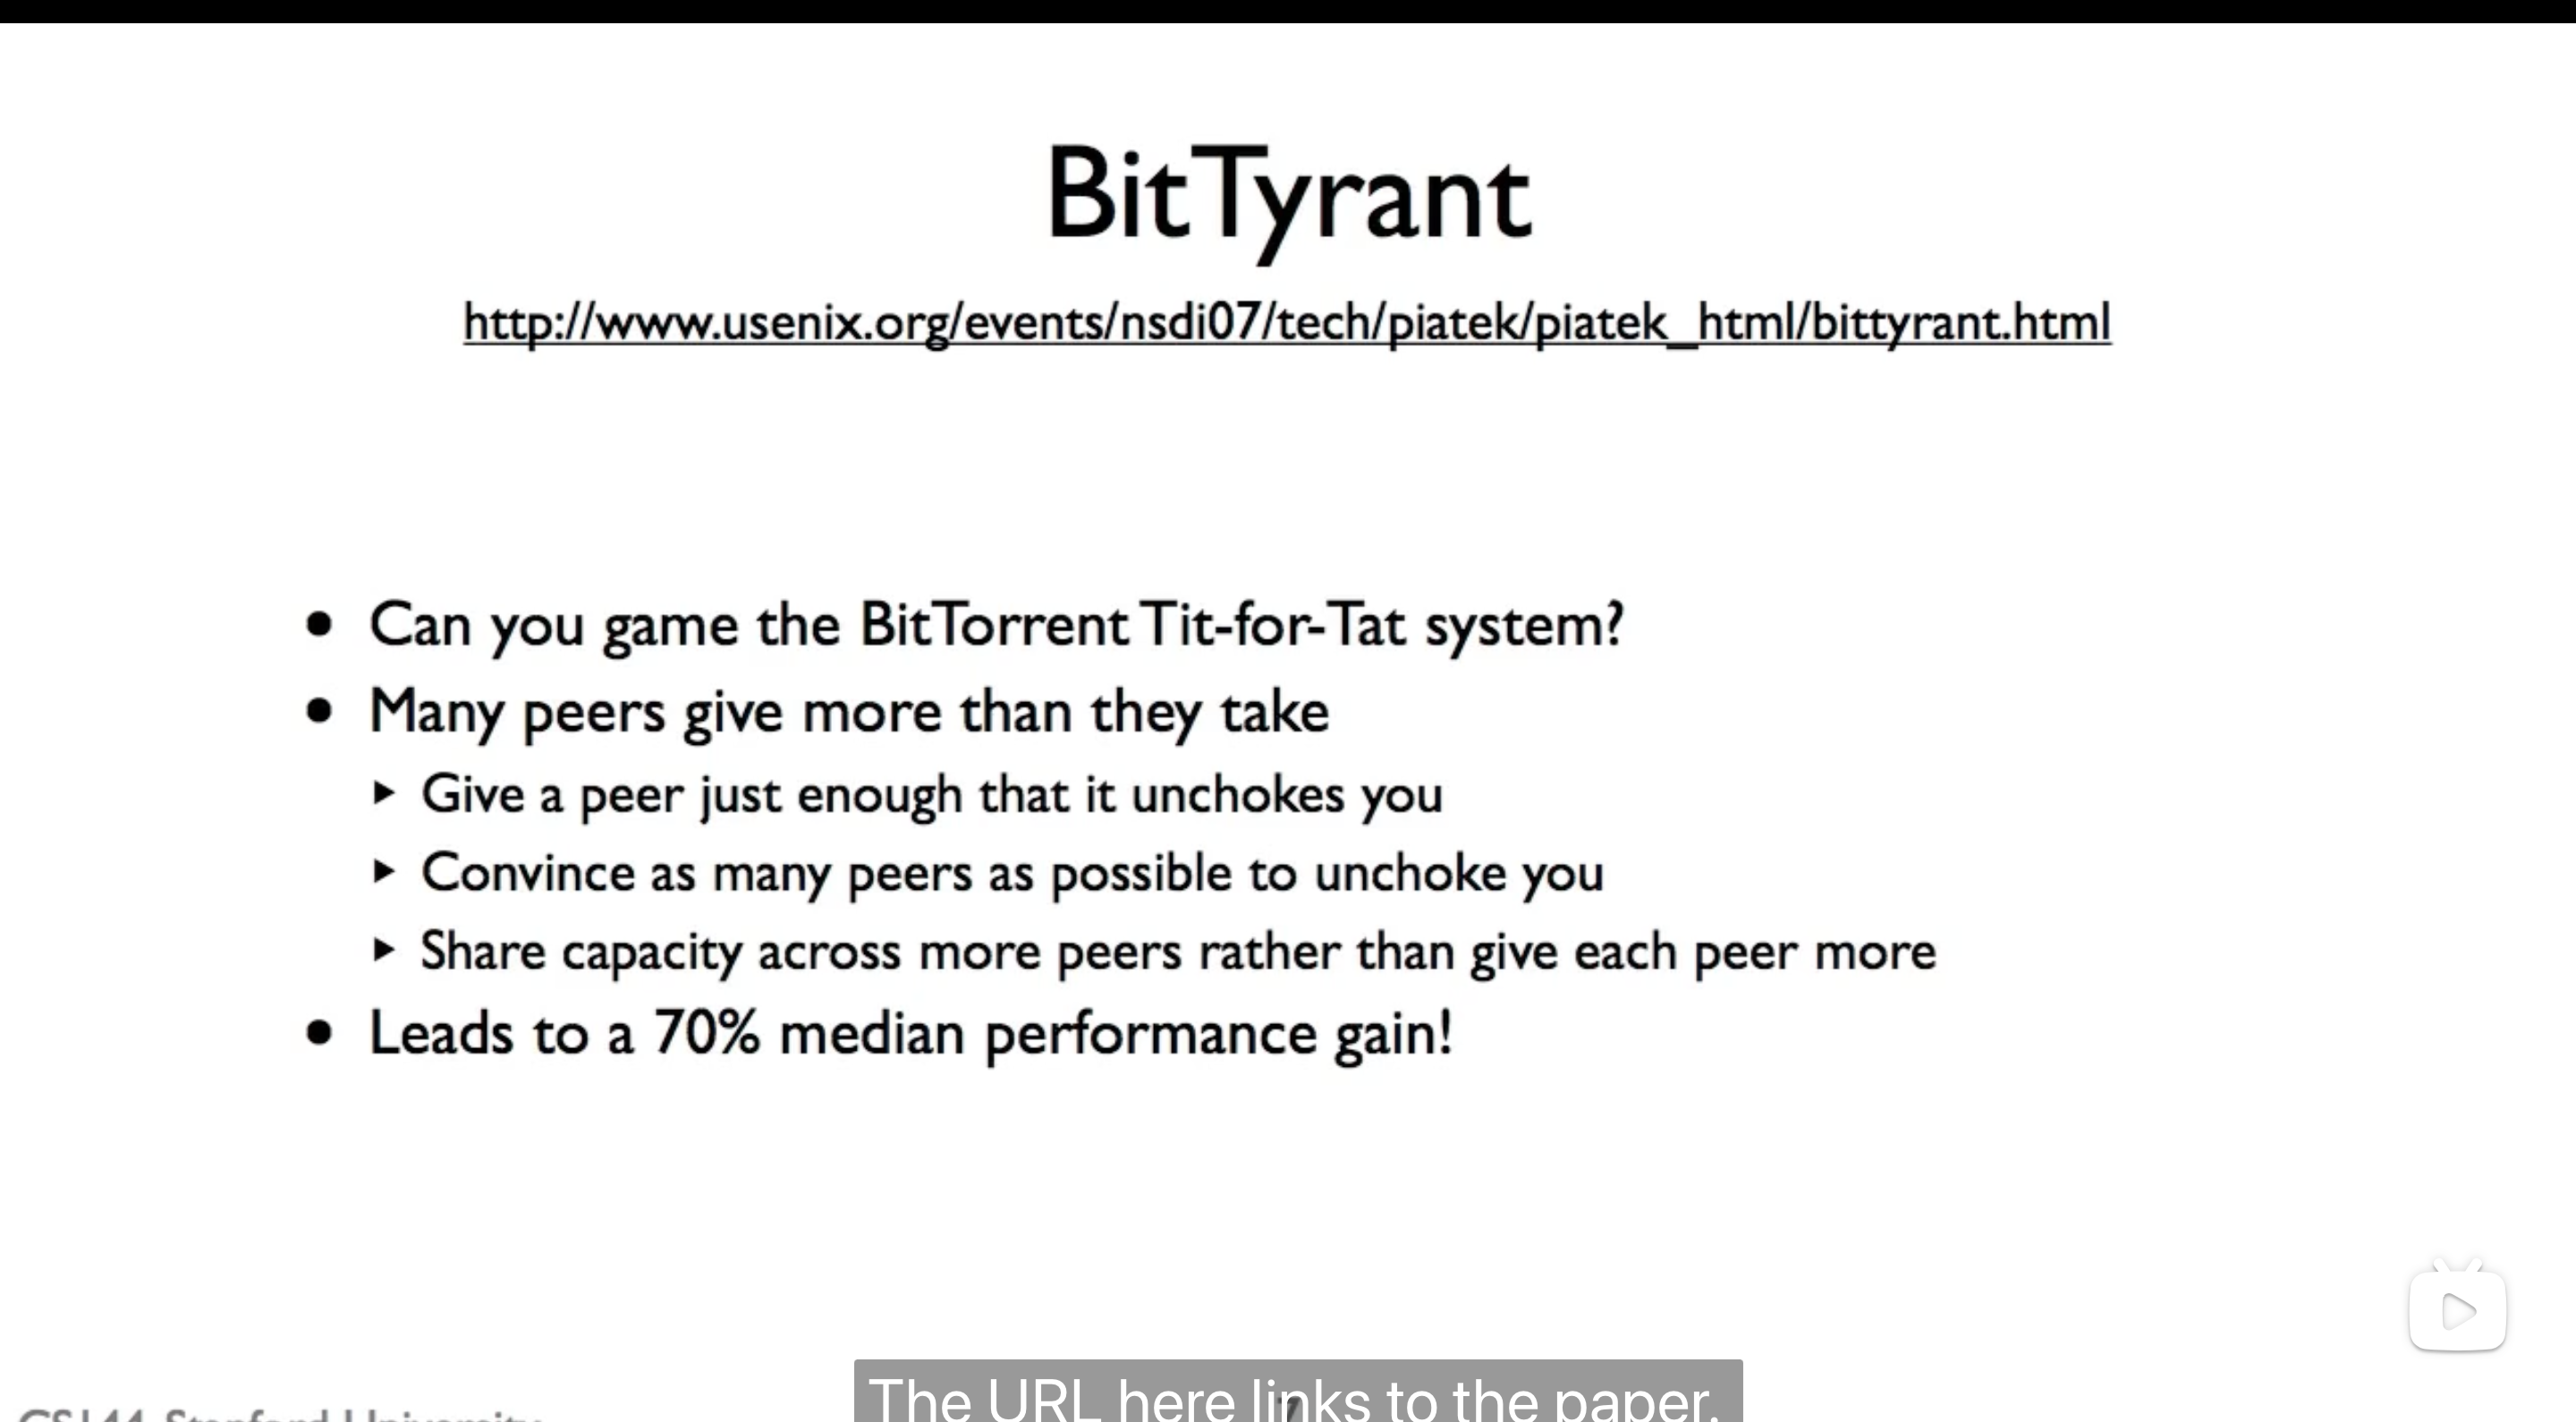 BitTyrant
http://www.usenix.org/events/nsdi07/tech/piatek/piatek_html/bittyrant.html
• Can you game the BitTorrent Tit-for-Tat system?
• Many peers give more than they take
▸ Give a peer just enough that it unchokes you
▸ Convince as many peers as possible to unchoke you
▸ Share capacity across more peers rather than give each peer more
• Leads to a 70% median performance gain!
The URL here links to the paper.
CS144, Stanford University